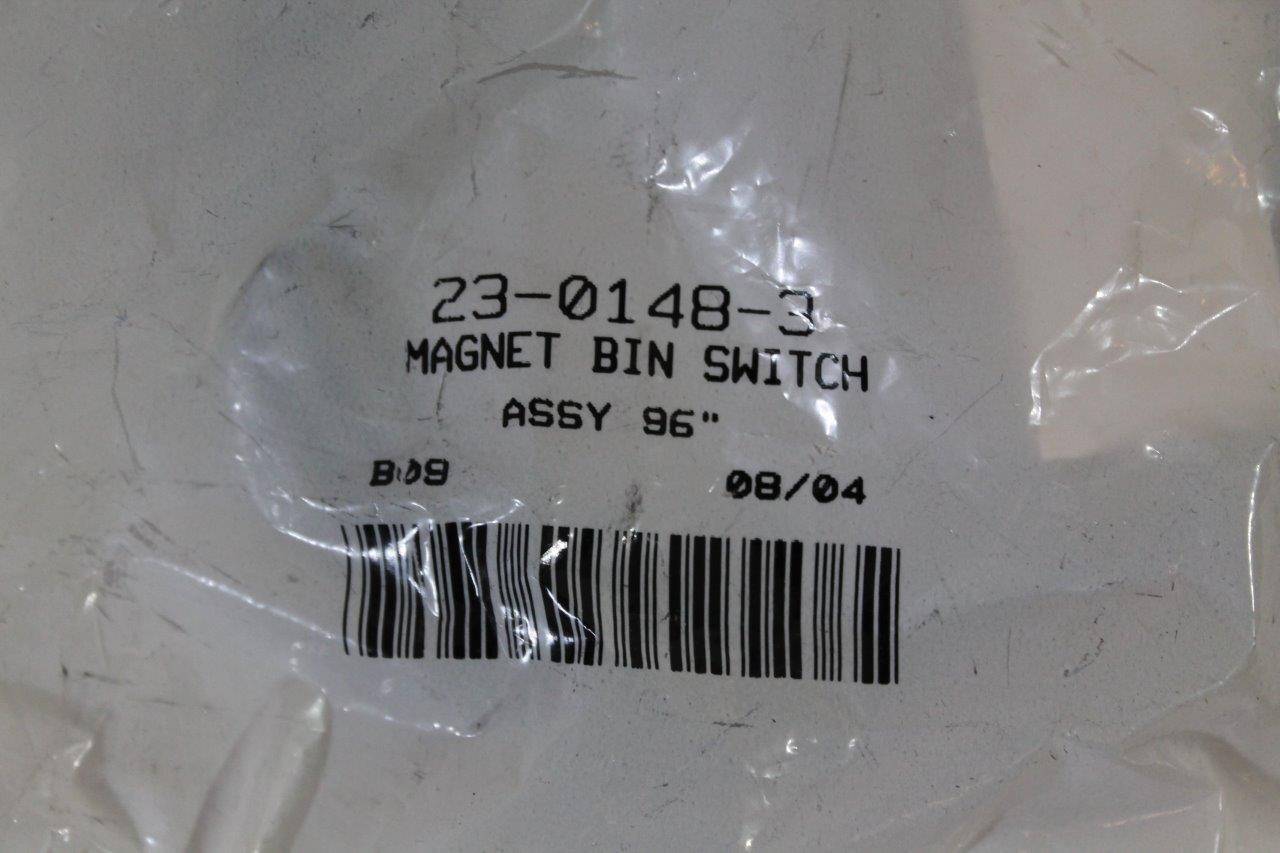 23-0148-3
MAGNET BIN SWITCH
ASSY 96"
B09 08/04